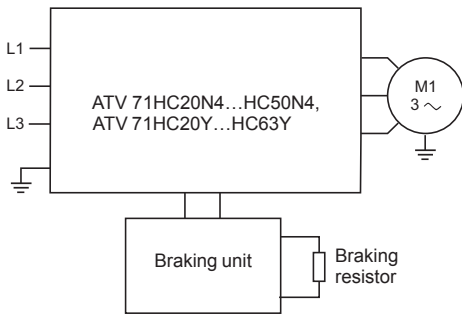 L1
L2
L3
ATV 71HC20N4…HC50N4,
ATV 71HC20Y…HC63Y
M1
3 ~
Braking unit
Braking
resistor